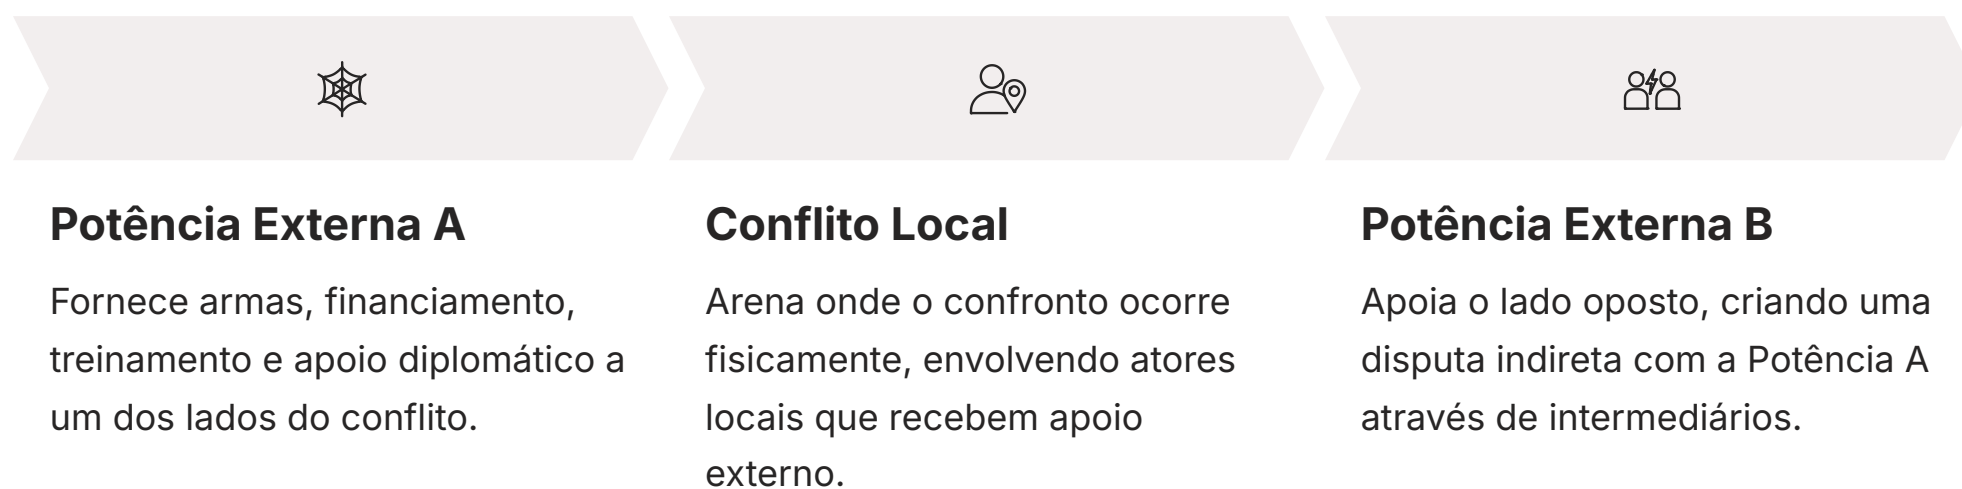 Potência Externa A
Fornece armas, financiamento,
treinamento e apoio diplomático a
um dos lados do conflito.
Conflito Local
Arena onde o confronto ocorre
fisicamente, envolvendo atores
locais que recebem apoio
externo.
Potência Externa B
Apoia o lado oposto, criando uma
disputa indireta com a Potência A
através de intermediários.